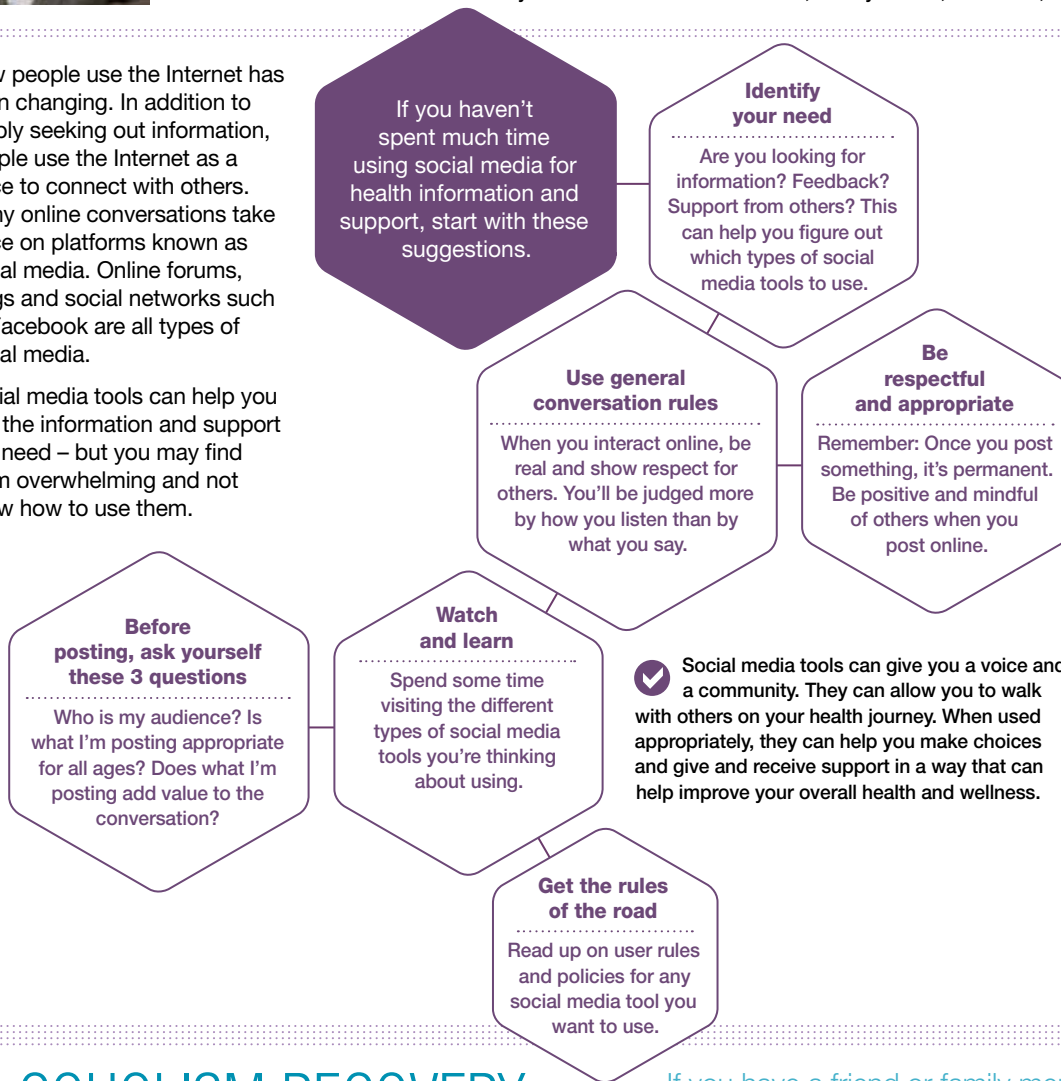 people use the Internet has
changing. In addition to
seeking out information,
use the Internet as a
to connect with others.
online conversations take
on platforms known as
media. Online forums,
and social networks such
Facebook are all types of
media.
media tools can help you
the information and support
need – but you may find
overwhelming and not
how to use them.
If you haven't
spent much time
using social media for
health information and
support, start with these
suggestions.
Identify
your need
Are you looking for
information? Feedback?
Support from others? This
can help you figure out
which types of social
media tools to use.
Use general
conversation rules
When you interact online, be
real and show respect for
others. You'll be judged more
by how you listen than by
what you say.
Be
respectful
and appropriate
Remember: Once you post
something, it's permanent.
Be positive and mindful
of others when you
post online.
Before
posting, ask yourself
these 3 questions
Who is my audience? Is
what I'm posting appropriate
for all ages? Does what I'm
posting add value to the
conversation?
Watch
and learn
Spend some time
visiting the different
types of social media
tools you're thinking
about using.
Social media tools can give you a voice and
a community. They can allow you to walk
with others on your health journey. When used
appropriately, they can help you make choices
and give and receive support in a way that can
help improve your overall health and wellness.
Get the rules
of the road
Read up on user rules
and policies for any
social media tool you
want to use.
RECOVERY
If you have a friend or family